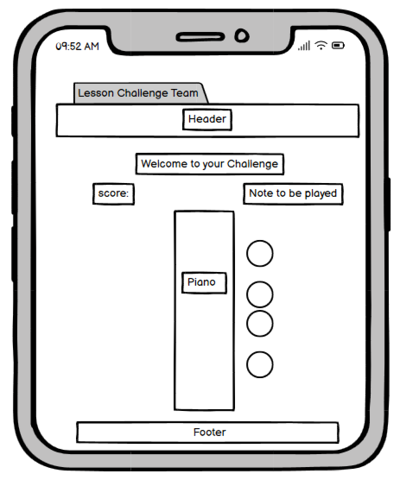 09:52 AM
Lesson Challenge Team
Header
Welcome to your Challenge
score:
Note to be played
Piano
Footer